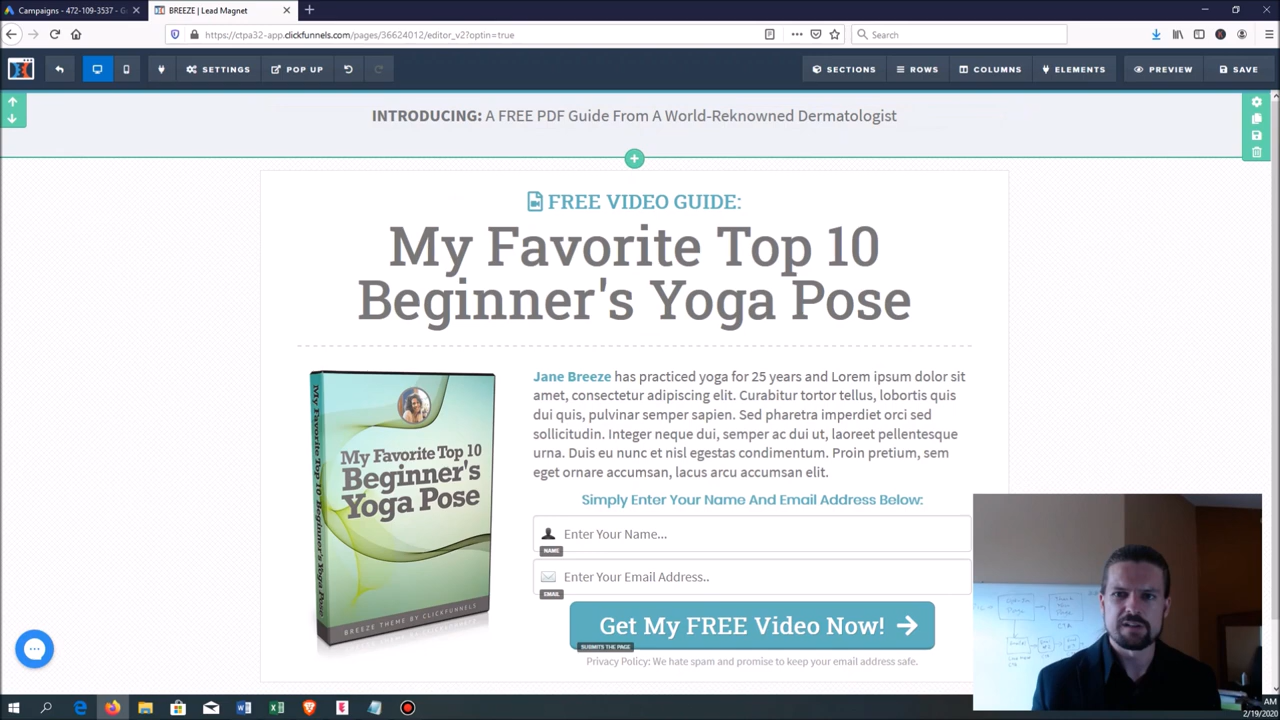 Campaigns - 472-109-3537 - G
BREEZE | Lead Magnet
https://ctpa32-app.clickfunnels.com/pages/36624012/editor_v2?optin=true
Search
SETTINGS
POP UP
SECTIONS
ROWS
COLUMNS
ELEMENTS
PREVIEW
SAVE
INTRODUCING: A FREE PDF Guide From A World-Reknowned Dermatologist
FREE VIDEO GUIDE:
My Favorite Top 10
Beginner's Yoga Pose
Jane Breeze has practiced yoga for 25 years and Lorem ipsum dolor sit
amet, consectetur adipiscing elit. Curabitur tortor tellus, lobortis quis
dui quis, pulvinar semper sapien. Sed pharetra imperdiet orci sed
sollicitudin. Integer neque dui, semper ac dui ut, laoreet pellentesque
urna. Duis eu nunc et nisl egestas condimentum. Proin pretium, sem
eget ornare accumsan, lacus arcu accumsan elit.
My Favorite Top 10 Beginner's Yoga Pose
My Favorite Top 10
Beginner's
Yoga Pose
BREEZE THEME BY CLICKFUNNELS
Simply Enter Your Name And Email Address Below:
Enter Your Name...
NAME
Enter Your Email Address..
EMAIL
Get My FREE Video Now!
SUBMITS THE PAGE
Privacy Policy: We hate spam and promise to keep your email address safe.
AM
2/19/2020